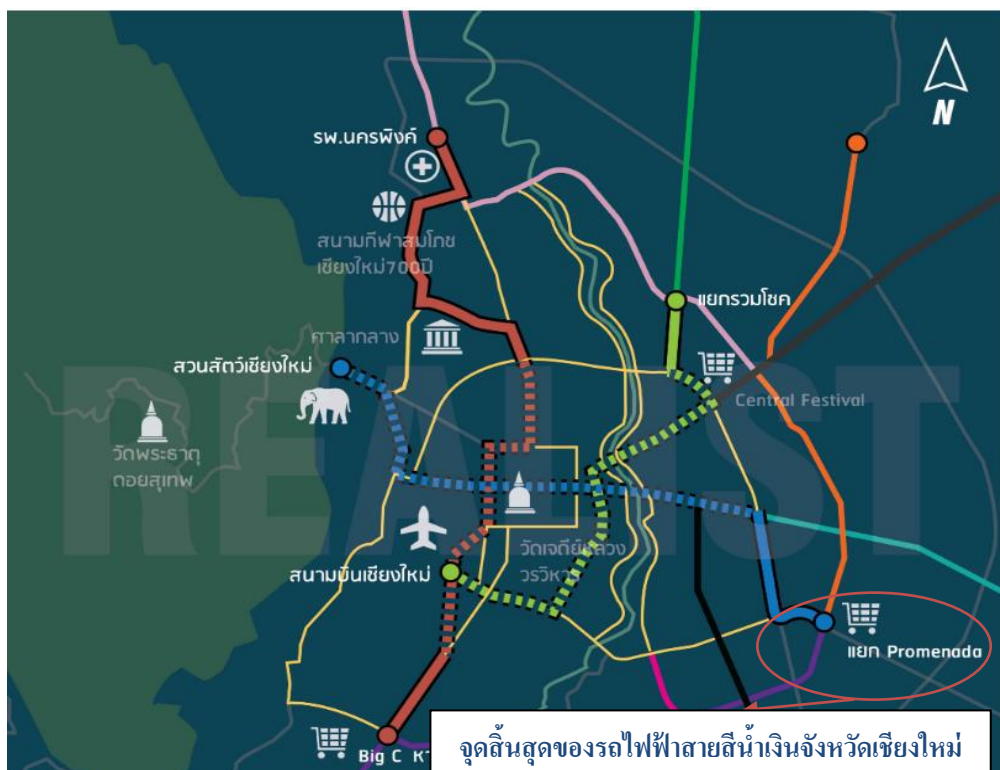 N
รพ.นครพิงค์
สนามกีฬาสมโภช
เชียงใหม่700ปี
แยกรวมโชค
ศาลากลาง
สวนสัตว์เชียงใหม่
Central Festival
REALIST
วัดพระธาตุ
ดอยสุเทพ
วัดเจดีย์หลวง
วรวิหาร
สนามบินเชียงใหม่
แยก Promenada
Big C
จุดสิ้นสุดของรถไฟฟ้าสายสีน้ำเงินจังหวัดเชียงใหม่